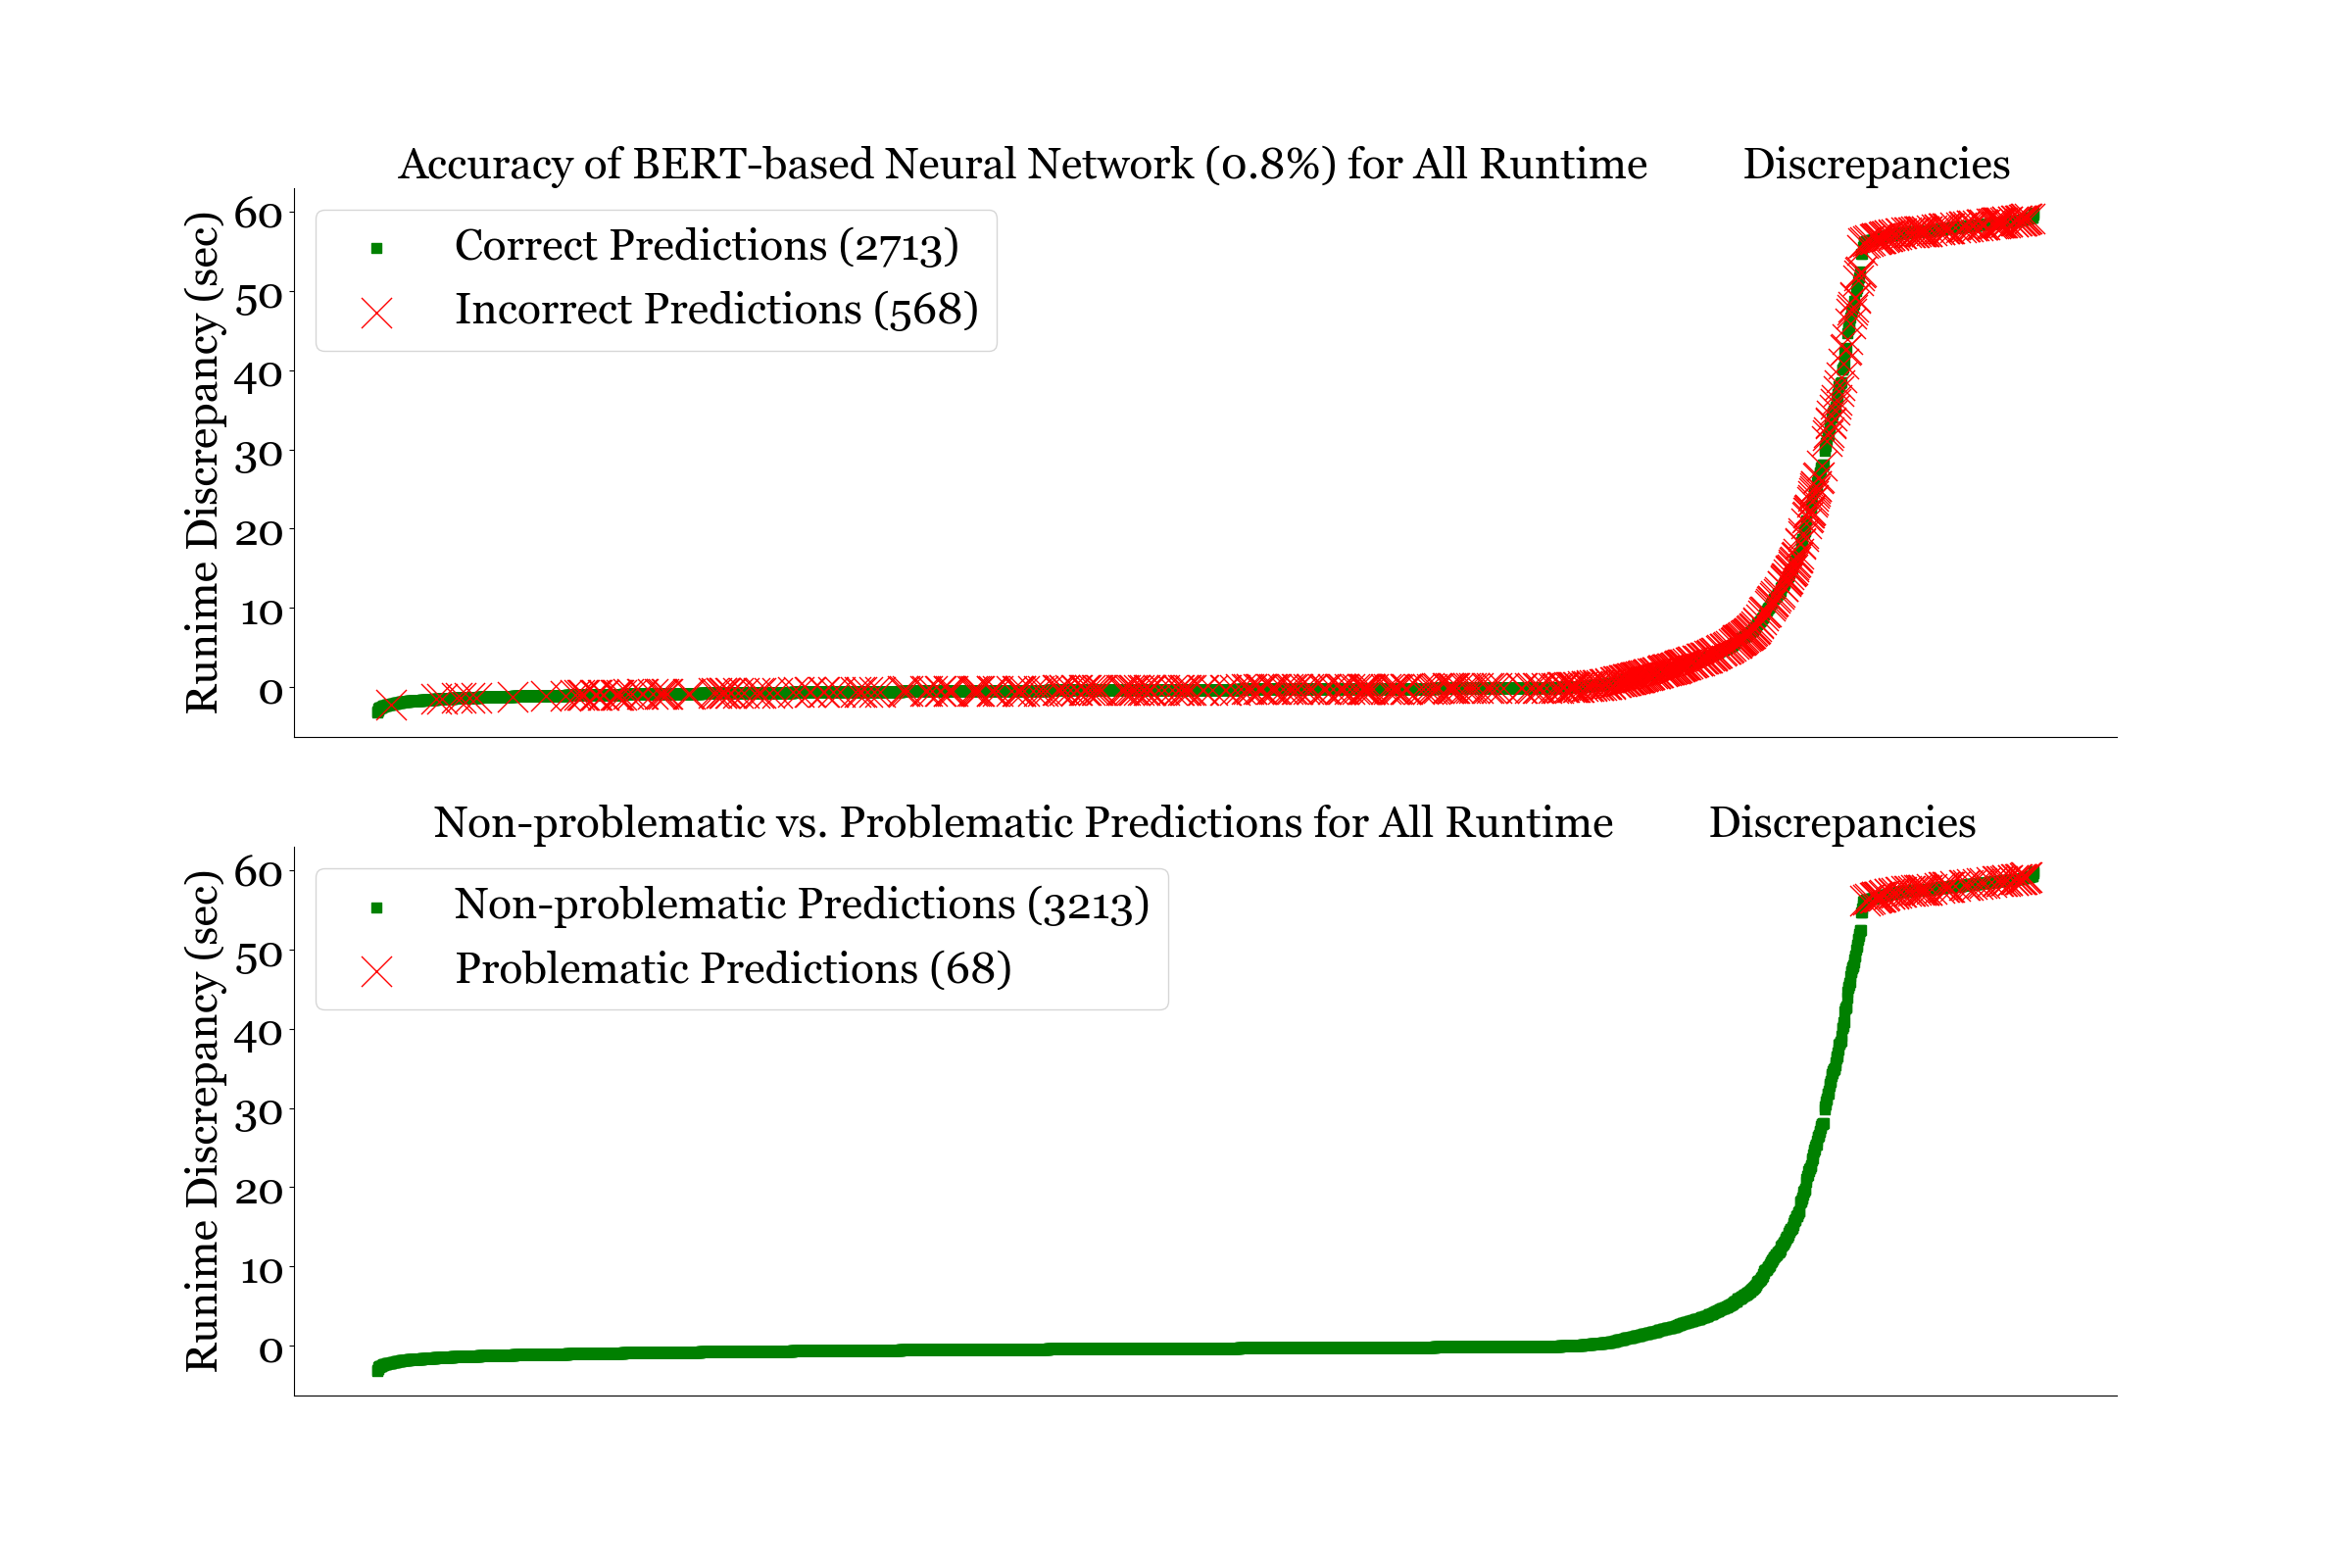 Accuracy of BERT-based Neural Network (0.8%) for All Runtime Discrepancies
Runime Discrepancy (sec)
60
50
40
30
20
10
0
Correct Predictions (2713)
Incorrect Predictions (568)
Non-problematic vs. Problematic Predictions for All Runtime Discrepancies
Runime Discrepancy (sec)
60
50
40
30
20
10
0
Non-problematic Predictions (3213)
Problematic Predictions (68)